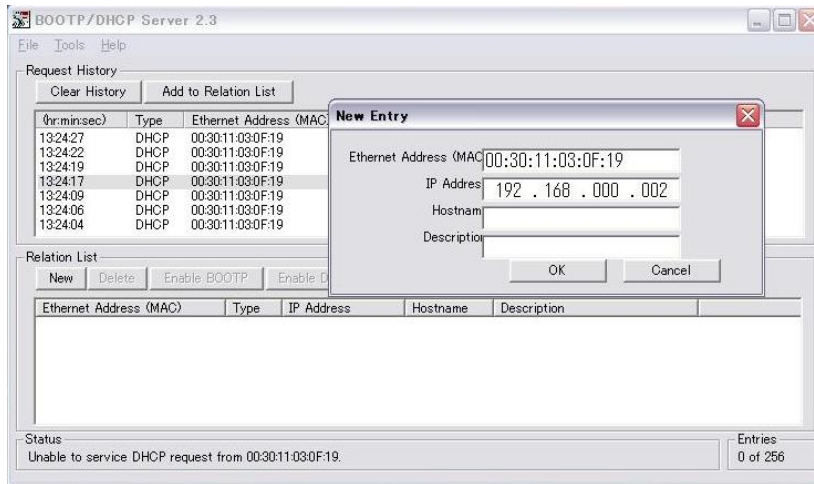 BOOTP/DHCP Server 2.3
File Tools Help
Request History
Clear History Add to Relation List
(hr:min:sec) Type Ethernet Address (MAC)
13:24:27 DHCP 00:30:11:03:0F:19
13:24:22 DHCP 00:30:11:03:0F:19
13:24:19 DHCP 00:30:11:03:0F:19
13:24:17 DHCP 00:30:11:03:0F:19
13:24:09 DHCP 00:30:11:03:0F:19
13:24:06 DHCP 00:30:11:03:0F:19
13:24:04 DHCP 00:30:11:03:0F:19
New Entry
Ethernet Address (MAC 00:30:11:03:0F:19
IP Addres 192 . 168 . 000 . 002
Hostnam
Description
OK Cancel
Relation List
New Delete Enable BOOTP Enable D
Ethernet Address (MAC) Type IP Address Hostname Description
Status
Unable to service DHCP request from 00:30:11:03:0F:19.
Entries
0 of 256